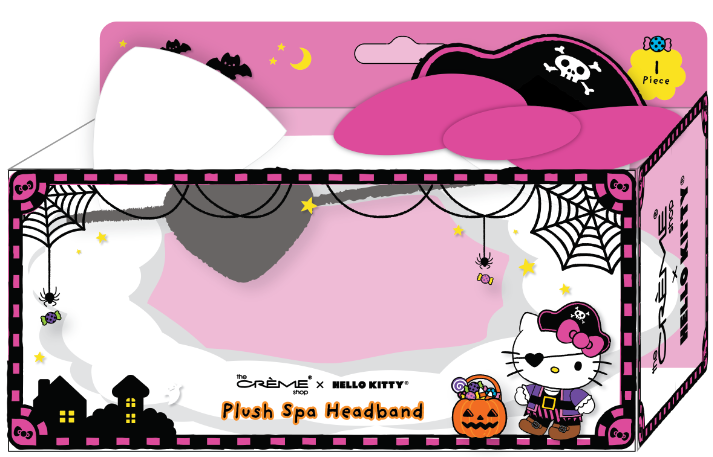 1
Piece
the
CRÈME®
shop
x
HELLO KITTY®
Plush Spa Headband
the
CRÈME®
shop
x
HELLO KITTY®